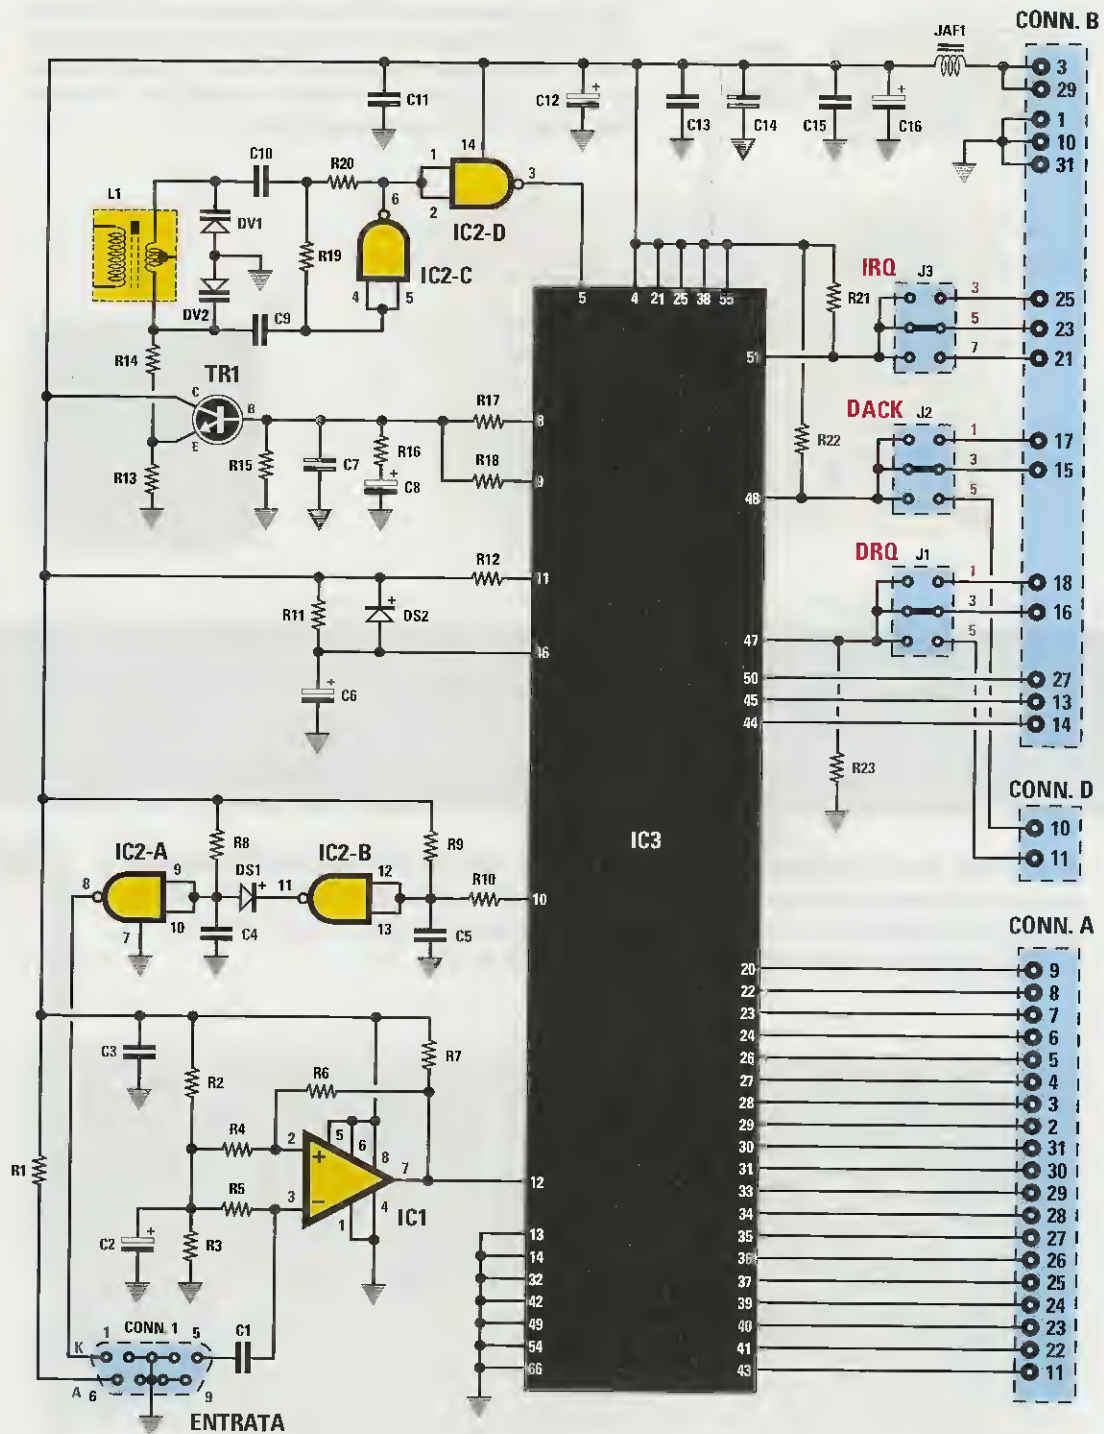 CONN. B
JAF1
3
29
1
10
31
C11
C12
+
C13
C14
C15
+
C16
14
C10
R20
1
2
3
IC2-D
L1
DV1
6
R19
IC2-C
4
5
DV2
C9
5
4
21
25
38
55
R21
IRQ
J3
3
25
5
23
7
21
51
R14
TR1
C
B
E
R13
R15
C7
R16
+
C8
R17
8
R18
9
R22
DACK
J2
1
17
3
15
5
48
R12
11
R11
+
DS2
46
+
C6
DRQ
J1
1
18
3
16
5
47
50
27
45
13
44
14
R23
CONN. D
10
11
IC3
R8
R9
IC2-A
8
9
10
7
DS1
+
11
IC2-B
12
13
R10
10
C4
C5
CONN. A
20
9
22
8
23
7
24
6
26
5
27
4
28
3
29
2
30
31
31
30
33
29
34
28
35
27
36
26
37
25
39
24
40
23
41
22
43
11
C3
R2
R7
R6
R1
R4
2
+
5
6
8
7
12
R5
3
−
1
4
IC1
C2
+
R3
13
14
32
42
49
54
66
CONN. 1
K
1
5
C1
A
6
9
ENTRATA